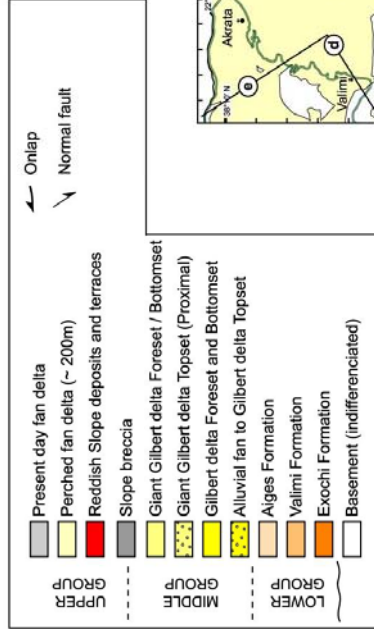 Present day fan delta
Perched fan delta (~ 200m)
Reddish Slope deposits and terraces
Slope breccia
Giant Gilbert delta Foreset / Bottomset
Giant Gilbert delta Topset (Proximal)
Gilbert delta Foreset and Bottomset
Alluvial fan to Gilbert delta Topset
Aiges Formation
Valimi Formation
Exochi Formation
Basement (indifferenciated)
UPPER
GROUP
MIDDLE
GROUP
LOWER
GROUP
Onlap
Normal fault
Akrata
Valimi
e
d